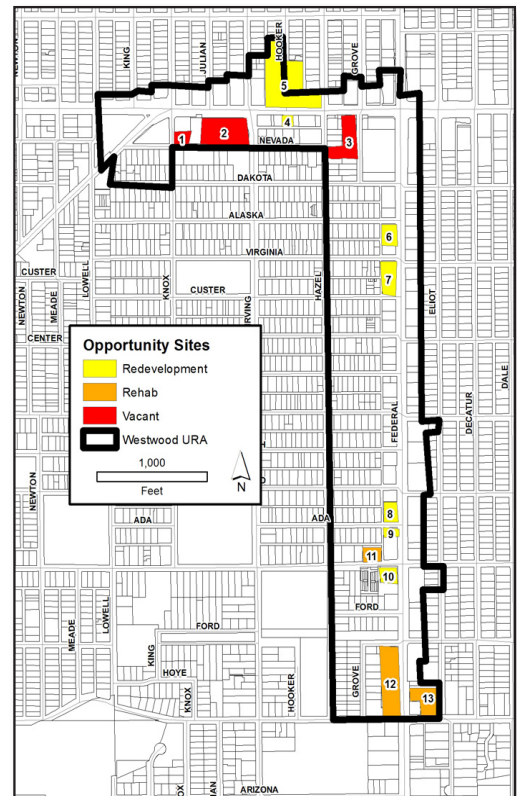 NEWTON
KING
JULIAN
HOOKER
GROVE
5
4
1
2
NEVADA
3
DAKOTA
ALASKA
6
VIRGINIA
CUSTER
LOWELL
KNOX
CUSTER
HAZEL
7
NEWTON
MEADE
IRVING
ELIOT
CENTER
Opportunity Sites
Redevelopment
Rehab
Vacant
Westwood URA
1,000
Feet
N
DALE
DECATUR
FEDERAL
NEWTON
ADA
ADA
8
9
11
10
FORD
FORD
MEADE
LOWELL
KING
HOYE
KNOX
HOOKER
GROVE
12
13
ARIZONA